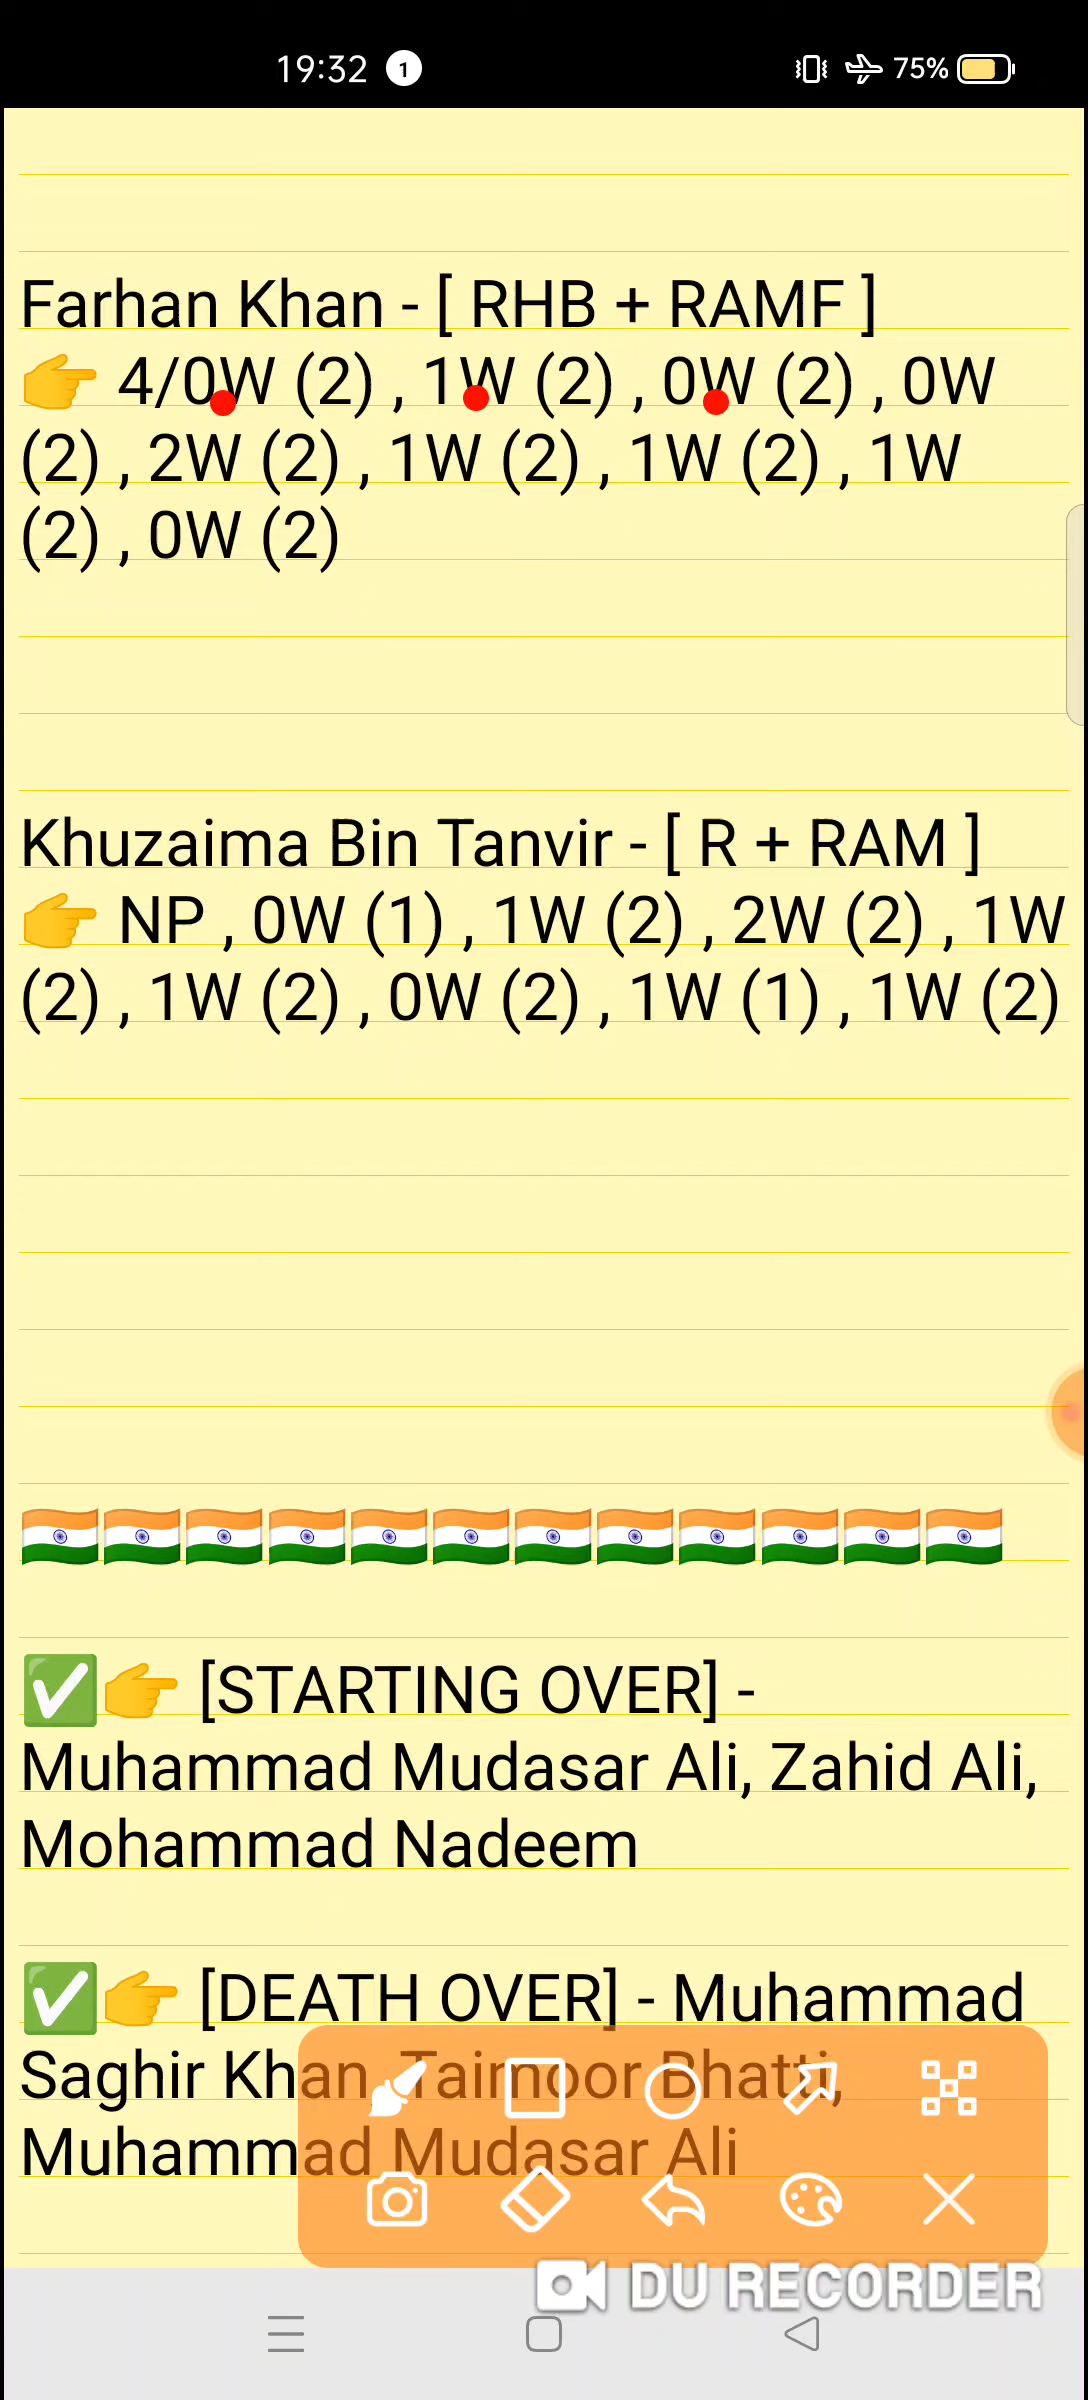 19:32 1 75%
Farhan Khan - [ RHB + RAMF ]
👉 4/0W (2) , 1W (2) , 0W (2) , 0W
(2) , 2W (2) , 1W (2) , 1W (2) , 1W
(2) , 0W (2)
Khuzaima Bin Tanvir - [ R + RAM ]
👉 NP , 0W (1) , 1W (2) , 2W (2) , 1W
(2) , 1W (2) , 0W (2) , 1W (1) , 1W (2)
🇮🇳🇮🇳🇮🇳🇮🇳🇮🇳🇮🇳🇮🇳🇮🇳🇮🇳🇮🇳🇮🇳🇮🇳
✅👉 [STARTING OVER] -
Muhammad Mudasar Ali, Zahid Ali,
Mohammad Nadeem
✅👉 [DEATH OVER] - Muhammad
Saghir Khan, Taimoor Bhatti,
Muhammad Mudasar Ali
DU RECORDER